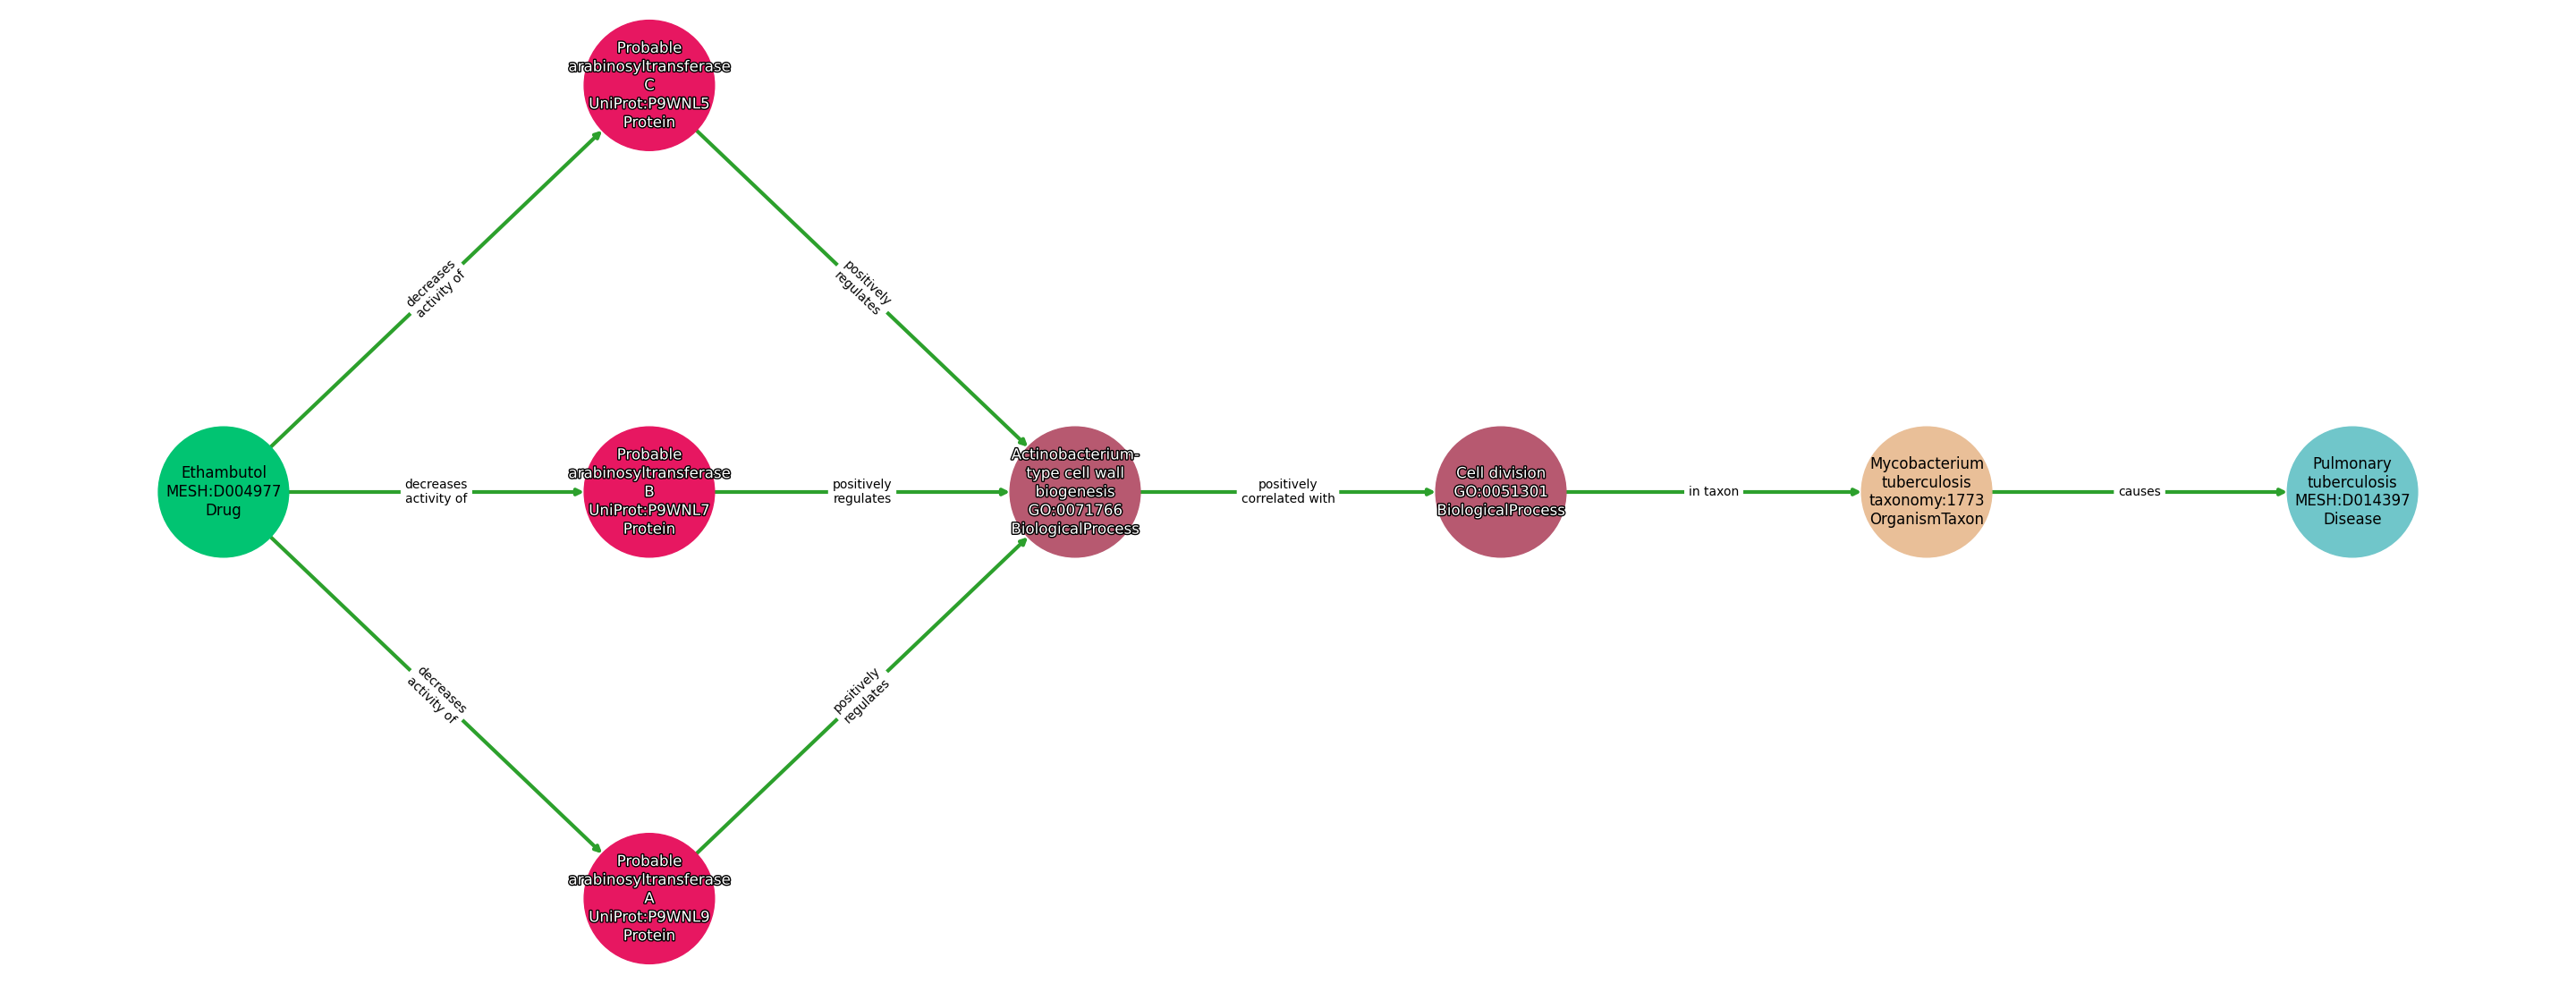 Probable
arabinosyltransferase
C
UniProt:P9WNL5
Protein
decreases
activity of
positively
regulates
Ethambutol
MESH:D004977
Drug
decreases
activity of
Probable
arabinosyltransferase
B
UniProt:P9WNL7
Protein
positively
regulates
Actinobacterium-
type cell wall
biogenesis
GO:0071766
BiologicalProcess
positively
correlated with
Cell division
GO:0051301
BiologicalProcess
in taxon
Mycobacterium
tuberculosis
taxonomy:1773
OrganismTaxon
causes
Pulmonary
tuberculosis
MESH:D014397
Disease
decreases
activity of
positively
regulates
Probable
arabinosyltransferase
A
UniProt:P9WNL9
Protein